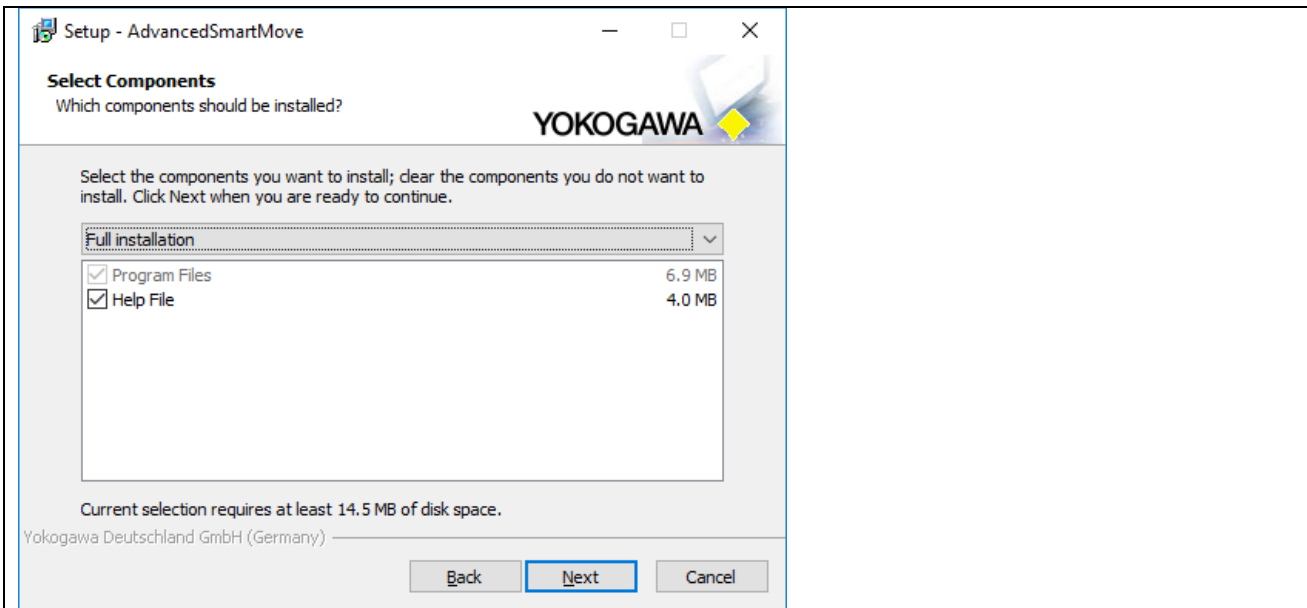 Setup - AdvancedSmartMove
Select Components
Which components should be installed?
YOKOGAWA
Select the components you want to install; clear the components you do not want to
install. Click Next when you are ready to continue.
Full installation
Program Files 6.9 MB
Help File 4.0 MB
Current selection requires at least 14.5 MB of disk space.
Yokogawa Deutschland GmbH (Germany)
Back Next Cancel